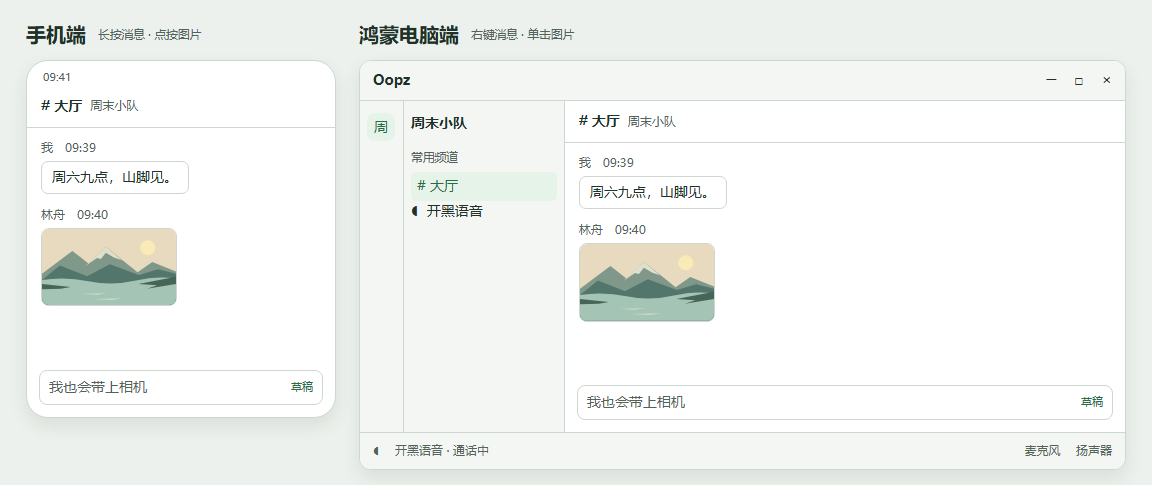 手机端 长按消息 · 点按图片
09:41
# 大厅 周末小队
我 09:39
周六九点，山脚见。
林舟 09:40
我也会带上相机 草稿
鸿蒙电脑端 右键消息 · 单击图片
Oopz
周
周末小队
常用频道
# 大厅
开黑语音
# 大厅 周末小队
我 09:39
周六九点，山脚见。
林舟 09:40
我也会带上相机 草稿
开黑语音 · 通话中 麦克风 扬声器